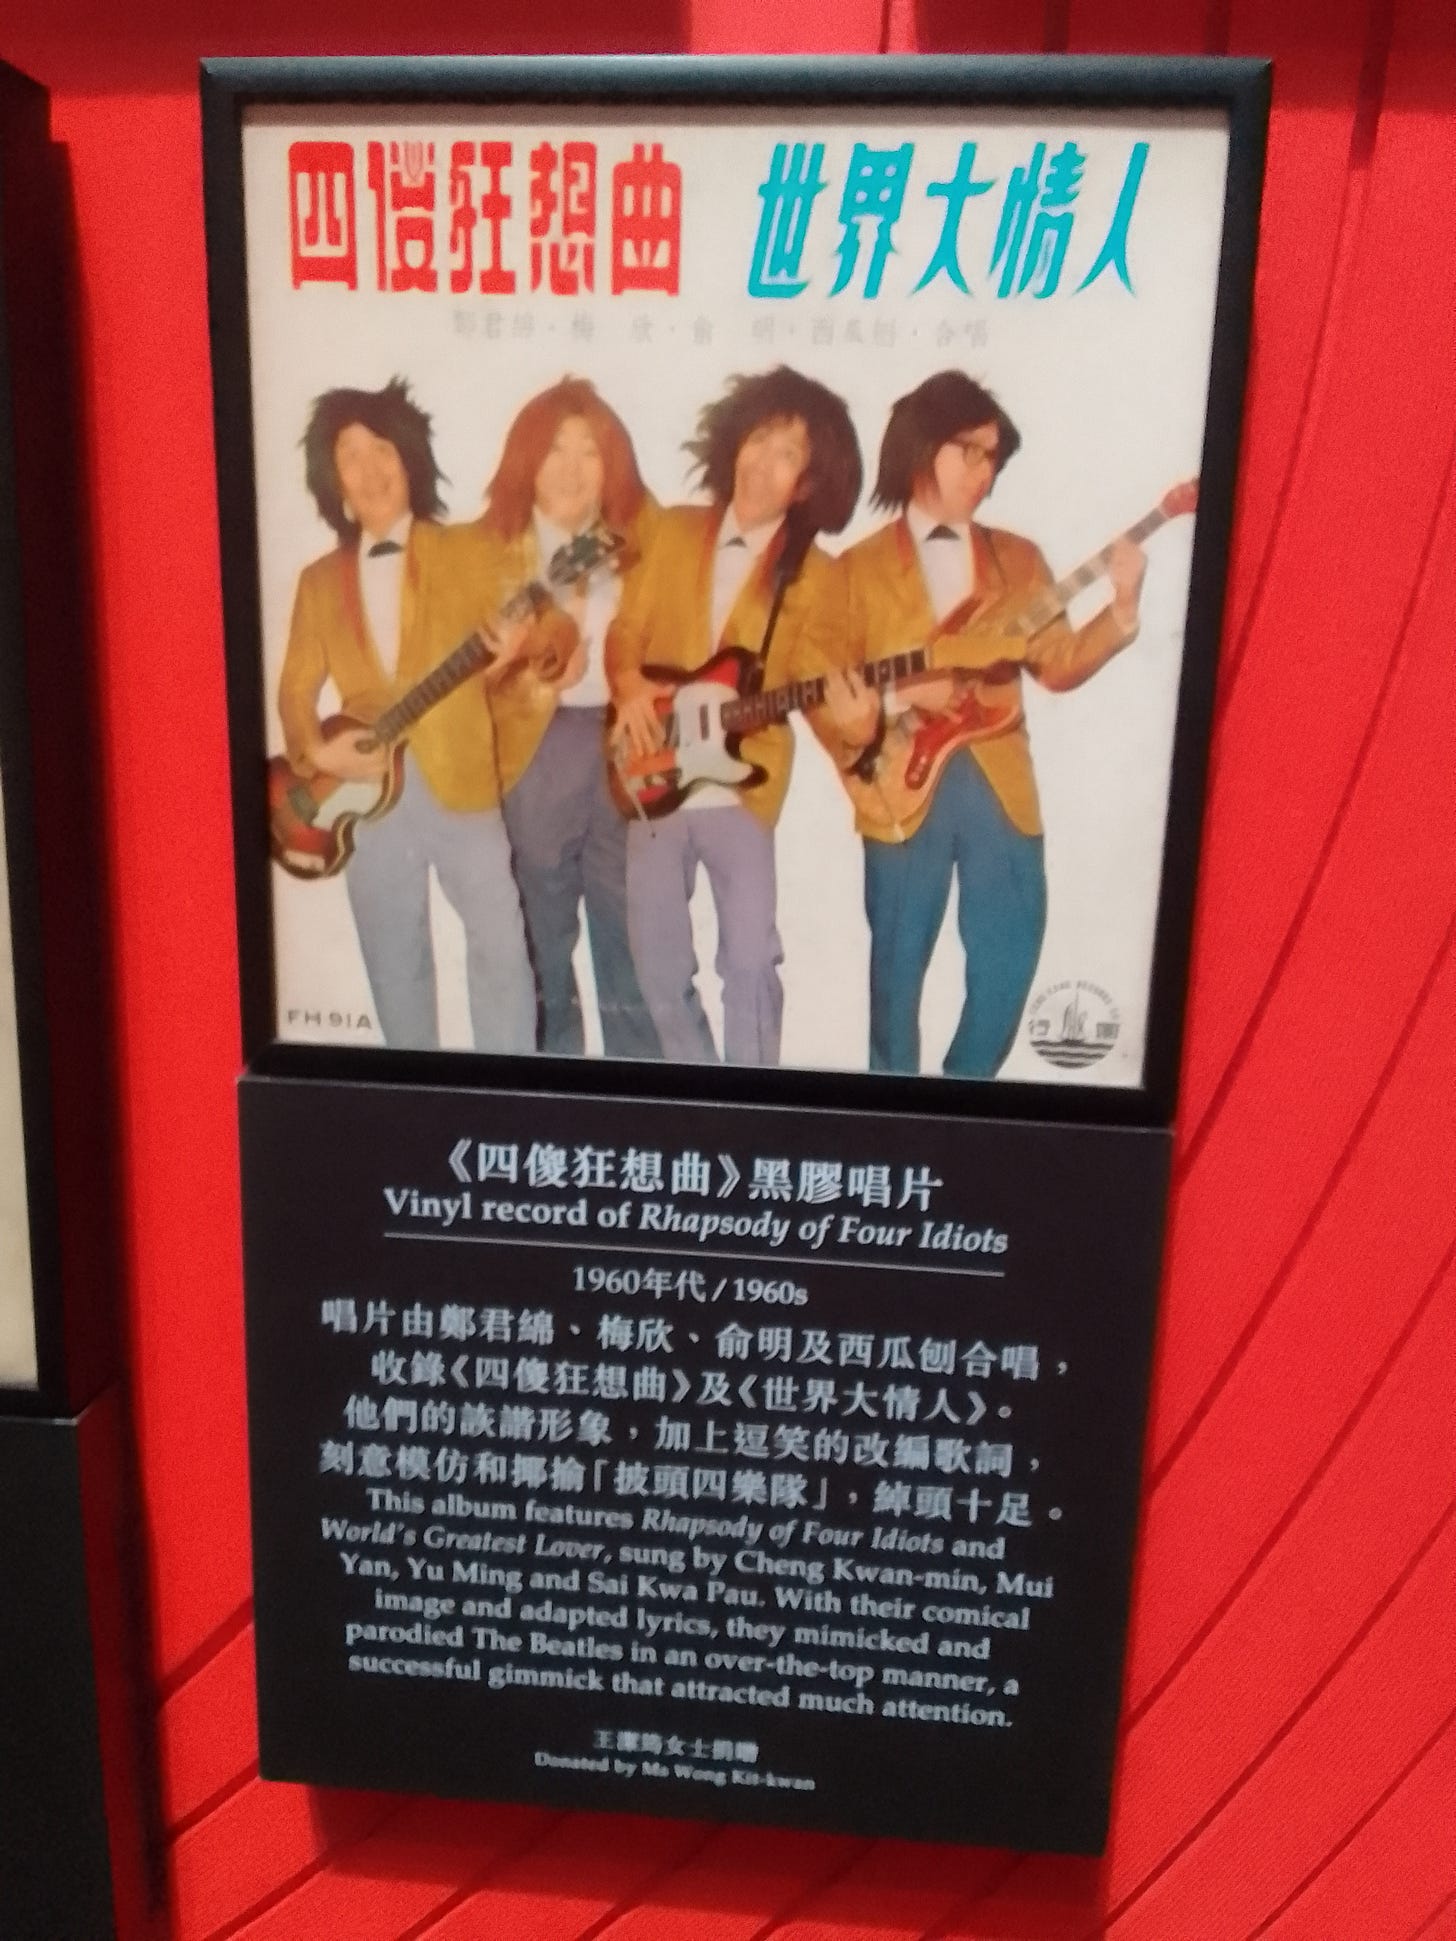 四傻狂想曲 世界大情人
鄭君綿·梅 欣·俞 明·西瓜刨·合唱
FH 91A
《四傻狂想曲》黑膠唱片
Vinyl record of Rhapsody of Four Idiots
1960年代 / 1960s
唱片由鄭君綿、梅欣、俞明及西瓜刨合唱，
收錄《四傻狂想曲》及《世界大情人》。
他們的詼諧形象，加上逗笑的改編歌詞，
刻意模仿和揶揄「披頭四樂隊」，綽頭十足。
This album features Rhapsody of Four Idiots and
World's Greatest Lover, sung by Cheng Kwan-min, Mui
Yan, Yu Ming and Sai Kwa Pau. With their comical
image and adapted lyrics, they mimicked and
parodied The Beatles in an over-the-top manner, a
successful gimmick that attracted much attention.
女士捐贈
Donated by Ms Wong Kit-kwan